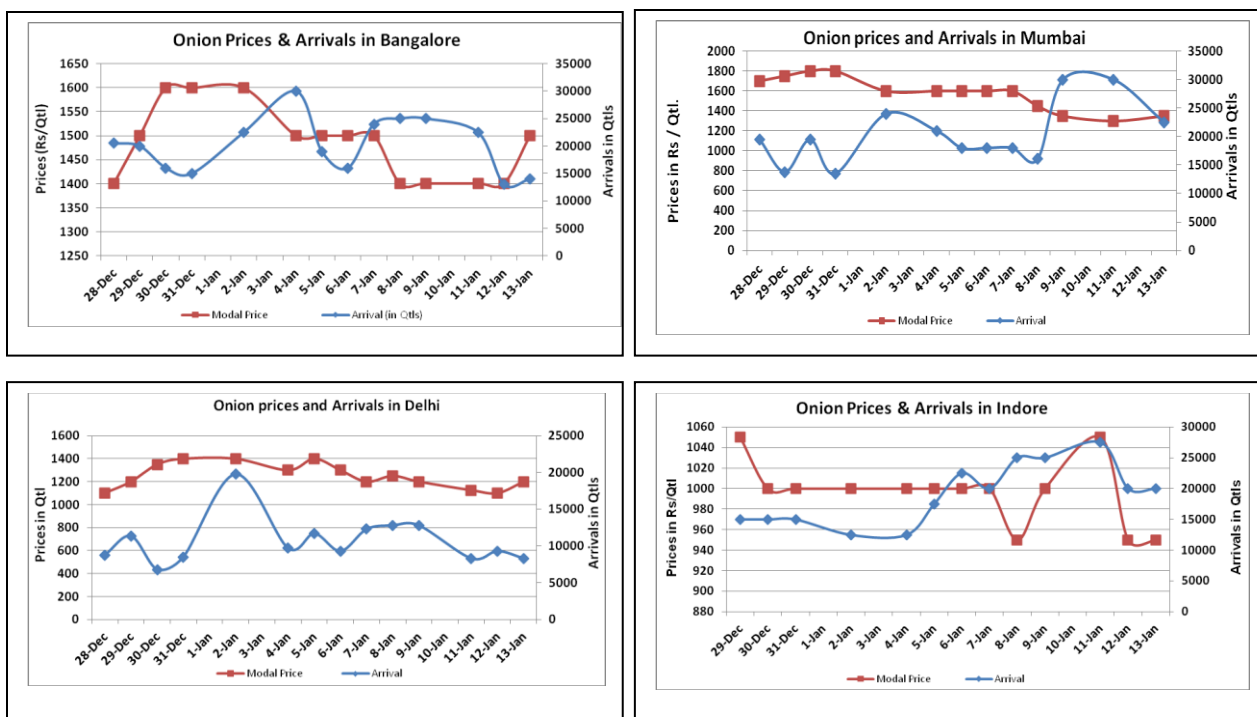 Onion Prices & Arrivals in Bangalore
Prices (Rrs/Qtl)
1650
1600
1550
1500
1450
1400
1350
1300
1250
35000
30000
25000
20000
15000
10000
5000
0
Arrivals in Qtls
28-Dec
29-Dec
30-Dec
31-Dec
1-Jan
2-Jan
3-Jan
4-Jan
5-Jan
6-Jan
7-Jan
8-Jan
9-Jan
10-Jan
11-Jan
12-Jan
13-Jan
Modal Price
Arrival (in Qtls)
Onion prices and Arrivals in Mumbai
Prices in Rs / Qtl.
2000
1800
1600
1400
1200
1000
800
600
400
200
0
35000
30000
25000
20000
15000
10000
5000
0
Arrivals in Qtls
28-Dec
29-Dec
30-Dec
31-Dec
1-Jan
2-Jan
3-Jan
4-Jan
5-Jan
6-Jan
7-Jan
8-Jan
9-Jan
10-Jan
11-Jan
12-Jan
13-Jan
Modal Price
Arrival
Onion prices and Arrivals in Delhi
Prices in Qtl
1600
1400
1200
1000
800
600
400
200
0
25000
20000
15000
10000
5000
0
Arrivals in Qtls
28-Dec
29-Dec
30-Dec
31-Dec
1-Jan
2-Jan
3-Jan
4-Jan
5-Jan
6-Jan
7-Jan
8-Jan
9-Jan
10-Jan
11-Jan
12-Jan
13-Jan
Modal Price
Arrival
Onion Prices & Arrivals in Indore
Prices in Rs/Qtl
1060
1040
1020
1000
980
960
940
920
900
880
30000
25000
20000
15000
10000
5000
0
Arrivals in Qtls
29-Dec
30-Dec
31-Dec
1-Jan
2-Jan
3-Jan
4-Jan
5-Jan
6-Jan
7-Jan
8-Jan
9-Jan
10-Jan
11-Jan
12-Jan
13-Jan
Modal Price
Arrival